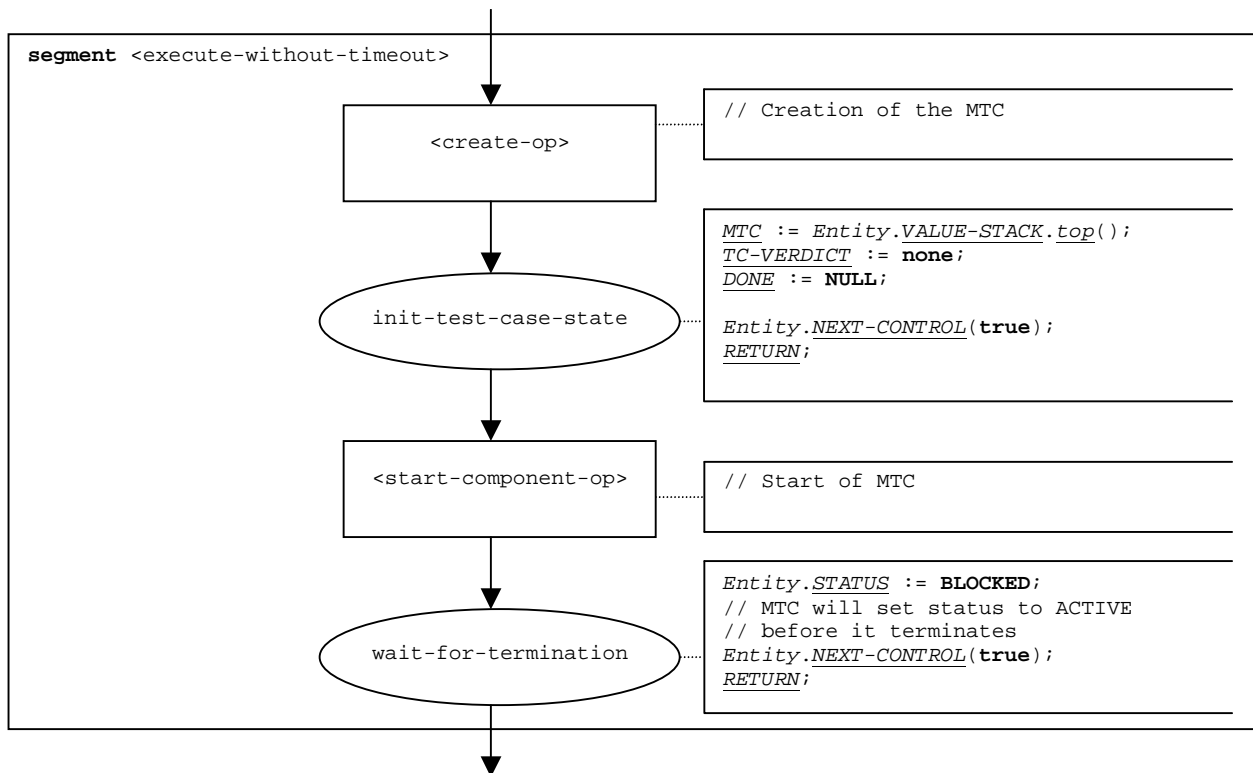 segment <execute-without-timeout>
<create-op>
// Creation of the MTC
init-test-case-state
MTC := Entity.VALUE-STACK.top();
TC-VERDICT := none;
DONE := NULL;
Entity.NEXT-CONTROL(true);
RETURN;
<start-component-op>
// Start of MTC
wait-for-termination
Entity.STATUS := BLOCKED;
// MTC will set status to ACTIVE
// before it terminates
Entity.NEXT-CONTROL(true);
RETURN;